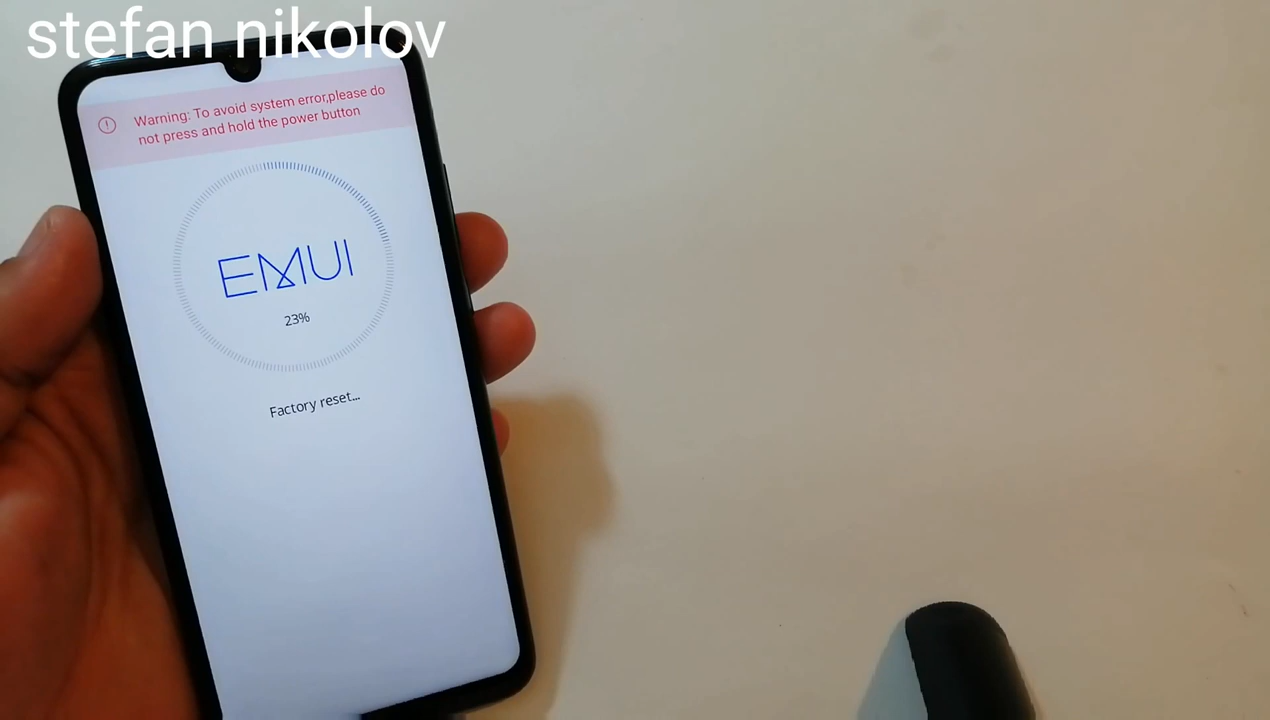 stefan nikolov
Warning: To avoid system error,please do
not press and hold the power button
EMUI
23%
Factory reset...